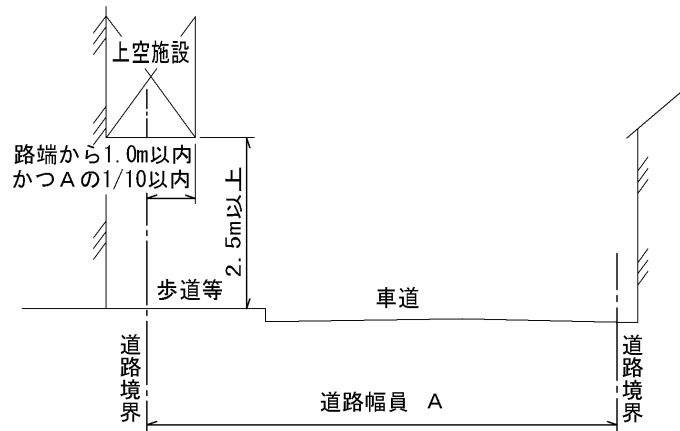 上空施設
路端から1.0m以内
かつAの1/10以内
2.5m以上
歩道等
車道
道路境界
道路境界
道路幅員 A